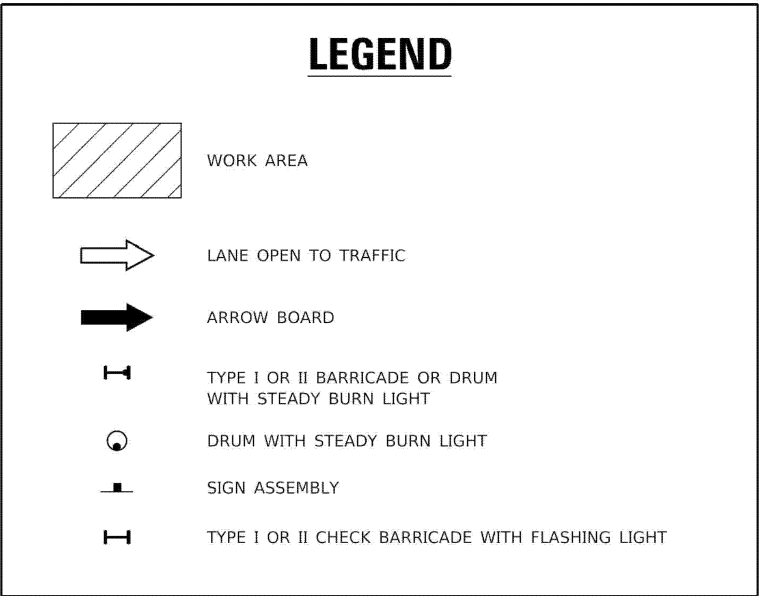 LEGEND
WORK AREA
LANE OPEN TO TRAFFIC
ARROW BOARD
TYPE I OR II BARRICADE OR DRUM
WITH STEADY BURN LIGHT
DRUM WITH STEADY BURN LIGHT
SIGN ASSEMBLY
TYPE I OR II CHECK BARRICADE WITH FLASHING LIGHT